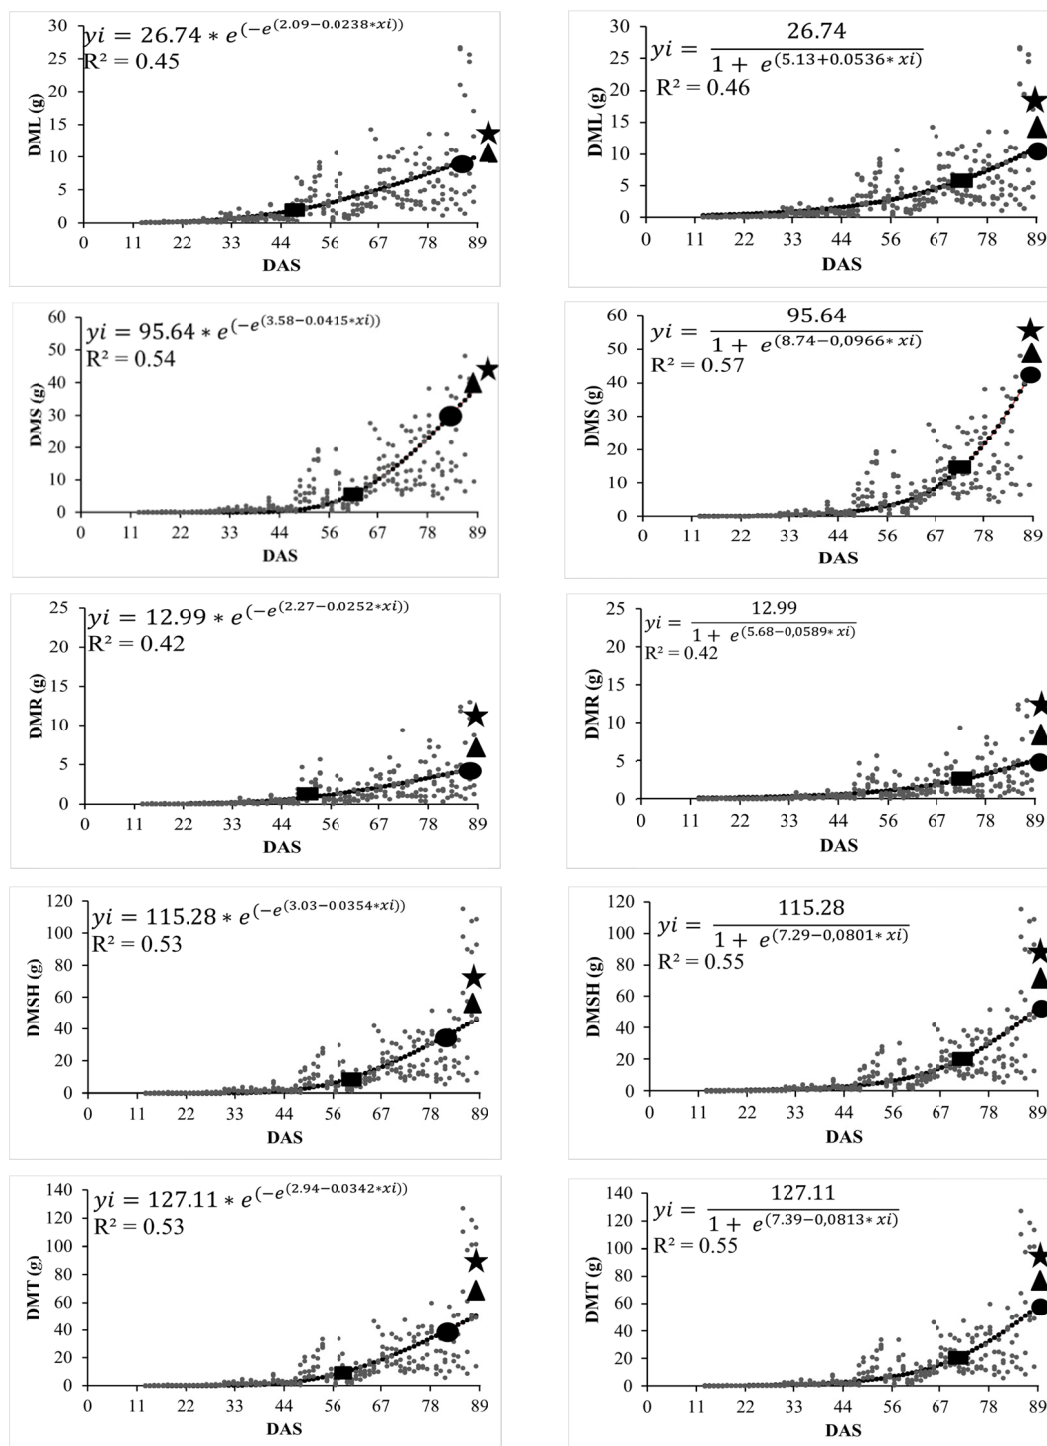 yi = 26.74 * e^(−e^(2.09−0.0238*xi))
R² = 0.45
DML (g)
30
25
20
15
10
5
0
0 11 22 33 44 56 67 78 89
DAS
yi = 26.74 / (1 + e^(5.13+0.0536* xi))
R² = 0.46
DML (g)
30
25
20
15
10
5
0
0 11 22 33 44 56 67 78 89
DAS
yi = 95.64 * e^(−e^(3.58−0.0415*xi))
R² = 0.54
DMS (g)
60
50
40
30
20
10
0
0 11 22 33 44 56 67 78 89
DAS
yi = 95.64 / (1 + e^(8.74−0,0966* xi))
R² = 0.57
DMS (g)
60
50
40
30
20
10
0
0 11 22 33 44 56 67 78 89
DAS
yi = 12.99 * e^(−e^(2.27−0.0252*xi))
R² = 0.42
DMR (g)
25
20
15
10
5
0
0 11 22 33 44 56 67 78 89
DAS
yi = 12.99 / (1 + e^(5.68−0,0589* xi))
R² = 0.42
DMR (g)
25
20
15
10
5
0
0 11 22 33 44 56 67 78 89
DAS
yi = 115.28 * e^(−e^(3.03−00354*xi))
R² = 0.53
DMSH (g)
120
100
80
60
40
20
0
0 11 22 33 44 56 67 78 89
DAS
yi = 115.28 / (1 + e^(7.29−0,0801* xi))
R² = 0.55
DMSH (g)
120
100
80
60
40
20
0
0 11 22 33 44 56 67 78 89
DAS
yi = 127.11 * e^(−e^(2.94−0.0342*xi))
R² = 0.53
DMT (g)
140
120
100
80
60
40
20
0
0 11 22 33 44 56 67 78 89
DAS
yi = 127.11 / (1 + e^(7.39−0,0813* xi))
R² = 0.55
DMT (g)
140
120
100
80
60
40
20
0
0 11 22 33 44 56 67 78 89
DAS